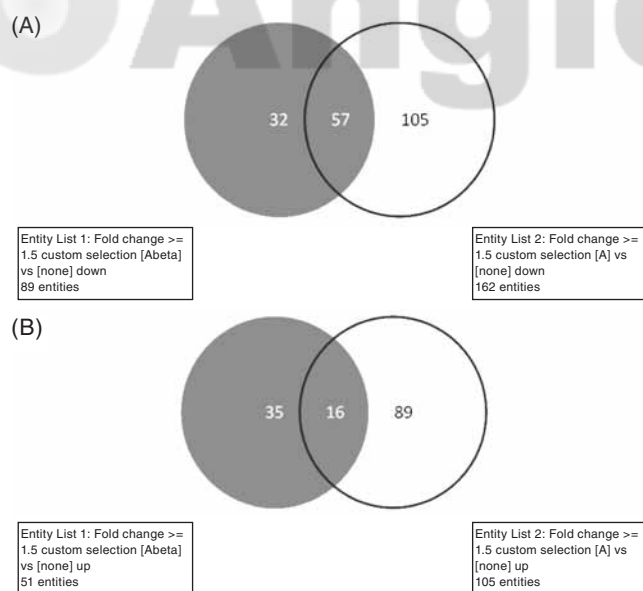 (A)
32
57
105
Entity List 1: Fold change >=
1.5 custom selection [Abeta]
vs [none] down
89 entities
Entity List 2: Fold change >=
1.5 custom selection [A] vs
[none] down
162 entities
(B)
35
16
89
Entity List 1: Fold change >=
1.5 custom selection [Abeta]
vs [none] up
51 entities
Entity List 2: Fold change >=
1.5 custom selection [A] vs
[none] up
105 entities